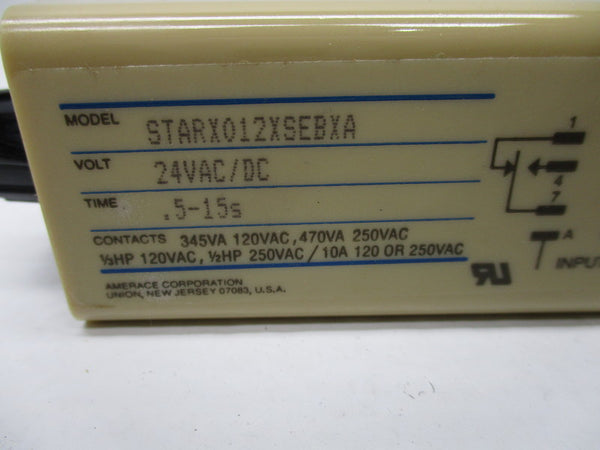 MODEL STARX012XSEBXA
VOLT 24VAC/DC
TIME .5-15s
CONTACTS 345VA 120VAC, 470VA 250VAC
⅓HP 120VAC, ½HP 250VAC / 10A 120 OR 250VAC
AMERACE CORPORATION
UNION, NEW JERSEY 07083, U.S.A.
1
4
7
A
INPU